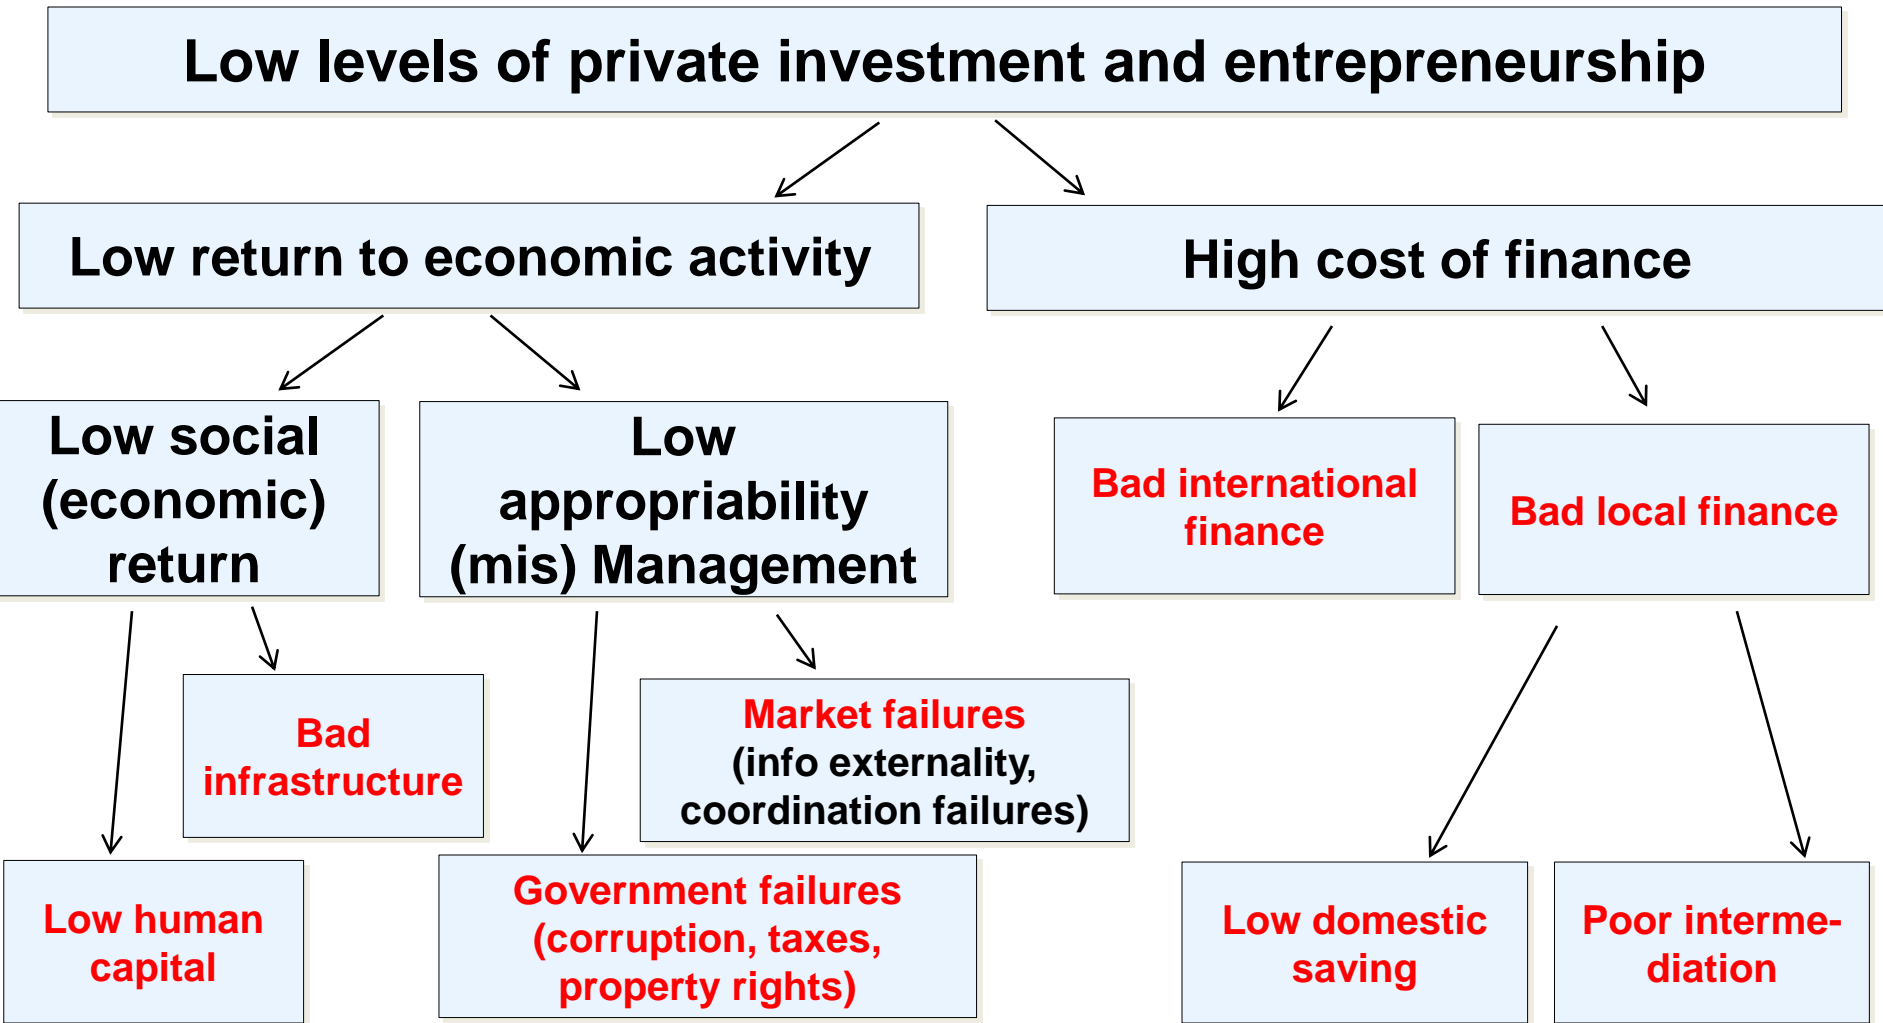 Low levels of private investment and entrepreneurship
Low return to economic activity
High cost of finance
Low social
(economic)
return
Low
appropriability
(mis) Management
Bad international
finance
Bad local finance
Bad
infrastructure
Market failures
(info externality,
coordination failures)
Low human
capital
Government failures
(corruption, taxes,
property rights)
Low domestic
saving
Poor interme-
diation